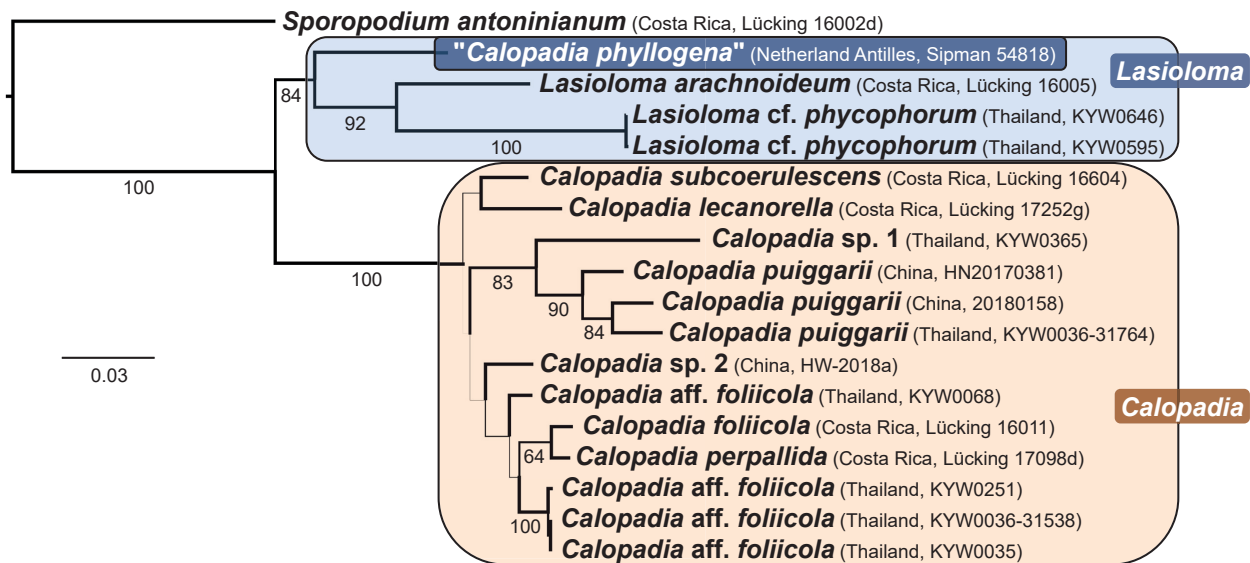 Sporopodium antoninianum (Costa Rica, Lücking 16002d)
"Calopadia phyllogena" (Netherland Antilles, Sipman 54818)
Lasioloma
84
Lasioloma arachnoideum (Costa Rica, Lücking 16005)
92
Lasioloma cf. phycophorum (Thailand, KYW0646)
100
Lasioloma cf. phycophorum (Thailand, KYW0595)
100
Calopadia subcoerulescens (Costa Rica, Lücking 16604)
Calopadia lecanorella (Costa Rica, Lücking 17252g)
Calopadia sp. 1 (Thailand, KYW0365)
100
83
Calopadia puiggarii (China, HN20170381)
90
Calopadia puiggarii (China, 20180158)
84
Calopadia puiggarii (Thailand, KYW0036-31764)
0.03
Calopadia sp. 2 (China, HW-2018a)
Calopadia aff. foliicola (Thailand, KYW0068)
Calopadia
Calopadia foliicola (Costa Rica, Lücking 16011)
64
Calopadia perpallida (Costa Rica, Lücking 17098d)
Calopadia aff. foliicola (Thailand, KYW0251)
100
Calopadia aff. foliicola (Thailand, KYW0036-31538)
Calopadia aff. foliicola (Thailand, KYW0035)